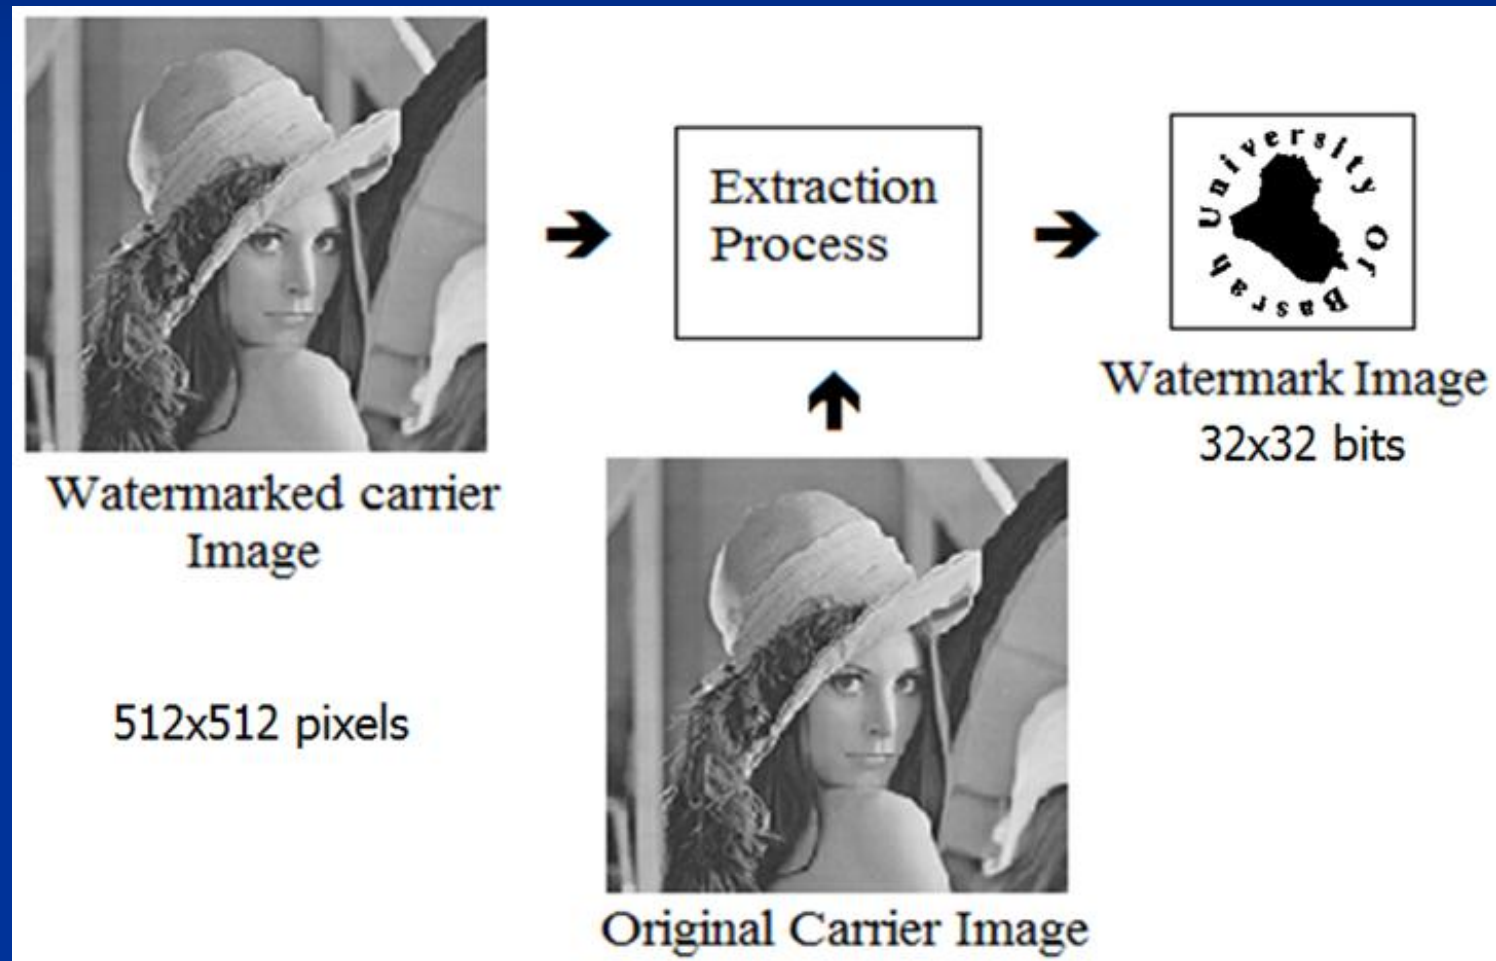 Extraction
Process
University Of Basrah
Watermark Image
32x32 bits
Watermarked carrier
Image
512x512 pixels
Original Carrier Image